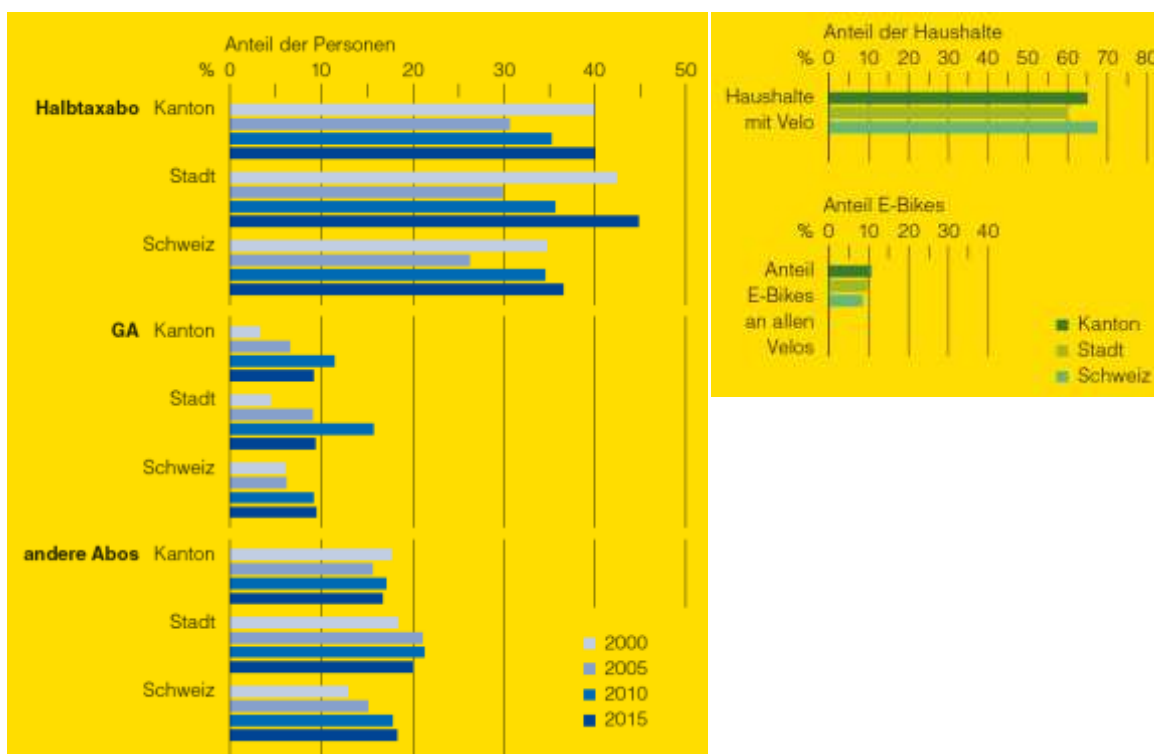 Anteil der Personen
% 0 10 20 30 40 50
Halbtaxabo Kanton
Stadt
Schweiz
GA Kanton
Stadt
Schweiz
andere Abos Kanton
Stadt
Schweiz
2000
2005
2010
2015
Anteil der Haushalte
% 0 10 20 30 40 50 60 70 80
Haushalte
mit Velo
Anteil E-Bikes
% 0 10 20 30 40
Anteil
E-Bikes
an allen
Velos
Kanton
Stadt
Schweiz